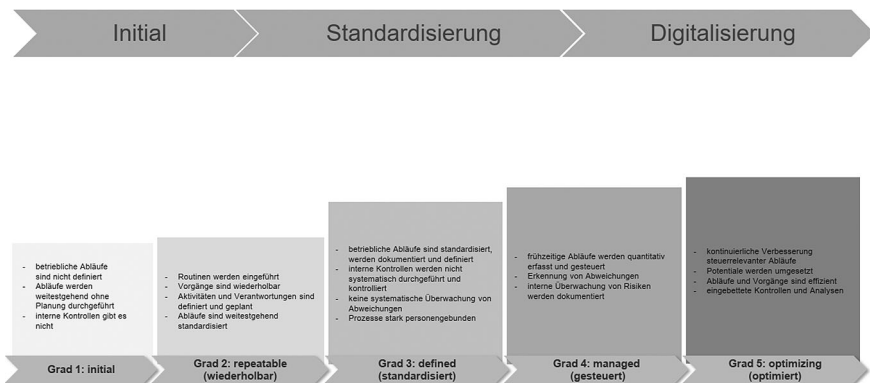 Initial
Standardisierung
Digitalisierung
- betriebliche Abläufe
sind nicht definiert
- Abläufe werden
weitestgehend ohne
Planung durchgeführt
- interne Kontrollen gibt es
nicht
- Routinen werden eingeführt
- Vorgänge sind wiederholbar
- Aktivitäten und Verantwortungen sind
definiert und geplant
- Abläufe sind weitestgehend
standardisiert
- betriebliche Abläufe sind standardisiert,
werden dokumentiert und definiert
- interne Kontrollen werden nicht
systematisch durchgeführt und
kontrolliert
- keine systematische Überwachung von
Abweichungen
- Prozesse stark personengebunden
- frühzeitige Abläufe werden quantitativ
erfasst und gesteuert
- Erkennung von Abweichungen
- interne Überwachung von Risiken
werden dokumentiert
- kontinuierliche Verbesserung
steuerrelevanter Abläufe
- Potentiale werden umgesetzt
- Abläufe und Vorgänge sind effizient
- eingebettete Kontrollen und Analysen
Grad 1: initial
Grad 2: repeatable
(wiederholbar)
Grad 3: defined
(standardisiert)
Grad 4: managed
(gesteuert)
Grad 5: optimizing
(optimiert)